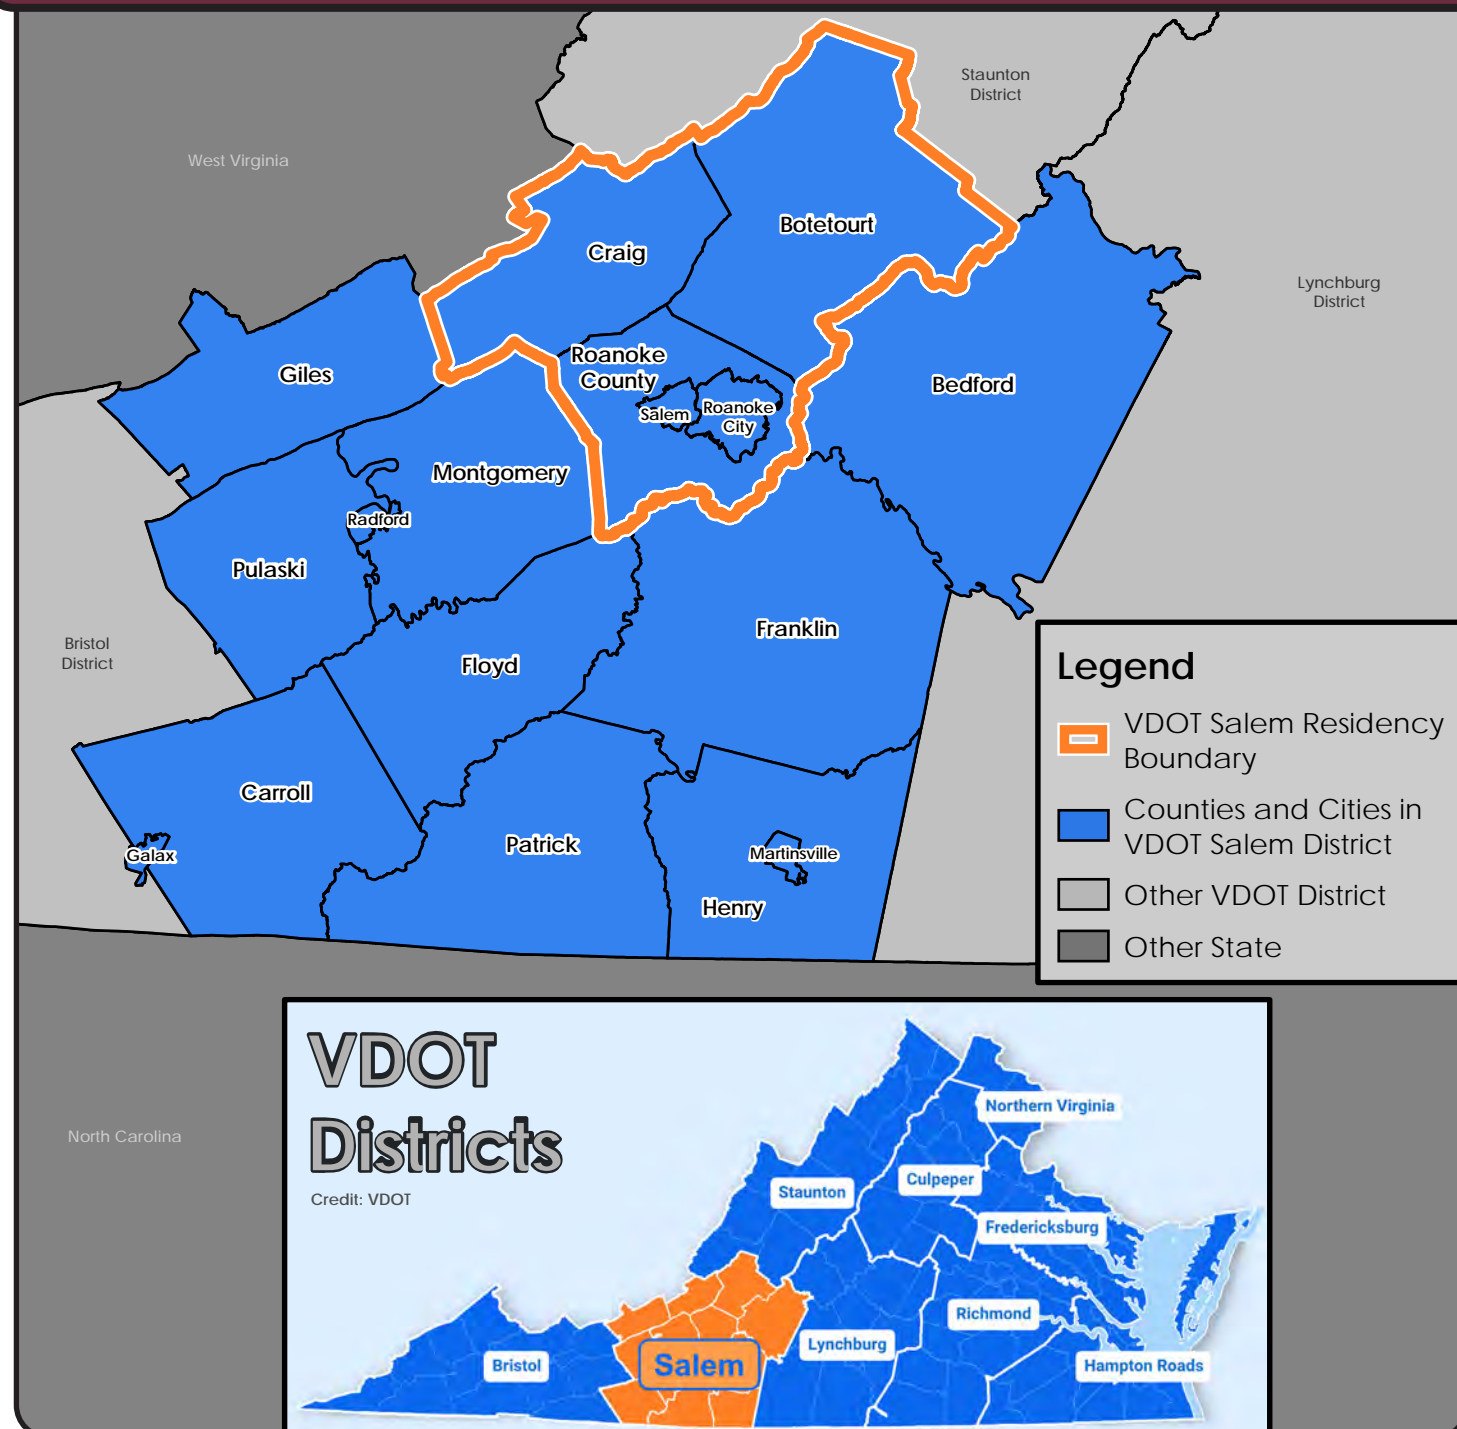 Staunton
District
West Virginia
Botetourt
Craig
Lynchburg
District
Roanoke
County
Giles
Bedford
Salem
Roanoke
City
Montgomery
Radford
Pulaski
Franklin
Bristol
District
Floyd
Legend
VDOT Salem Residency
Boundary
Carroll
Counties and Cities in
VDOT Salem District
Patrick
Galax
Martinsville
Henry
Other VDOT District
Other State
VDOT
Districts
Credit: VDOT
North Carolina
Northern Virginia
Culpeper
Staunton
Fredericksburg
Richmond
Lynchburg
Bristol
Salem
Hampton Roads